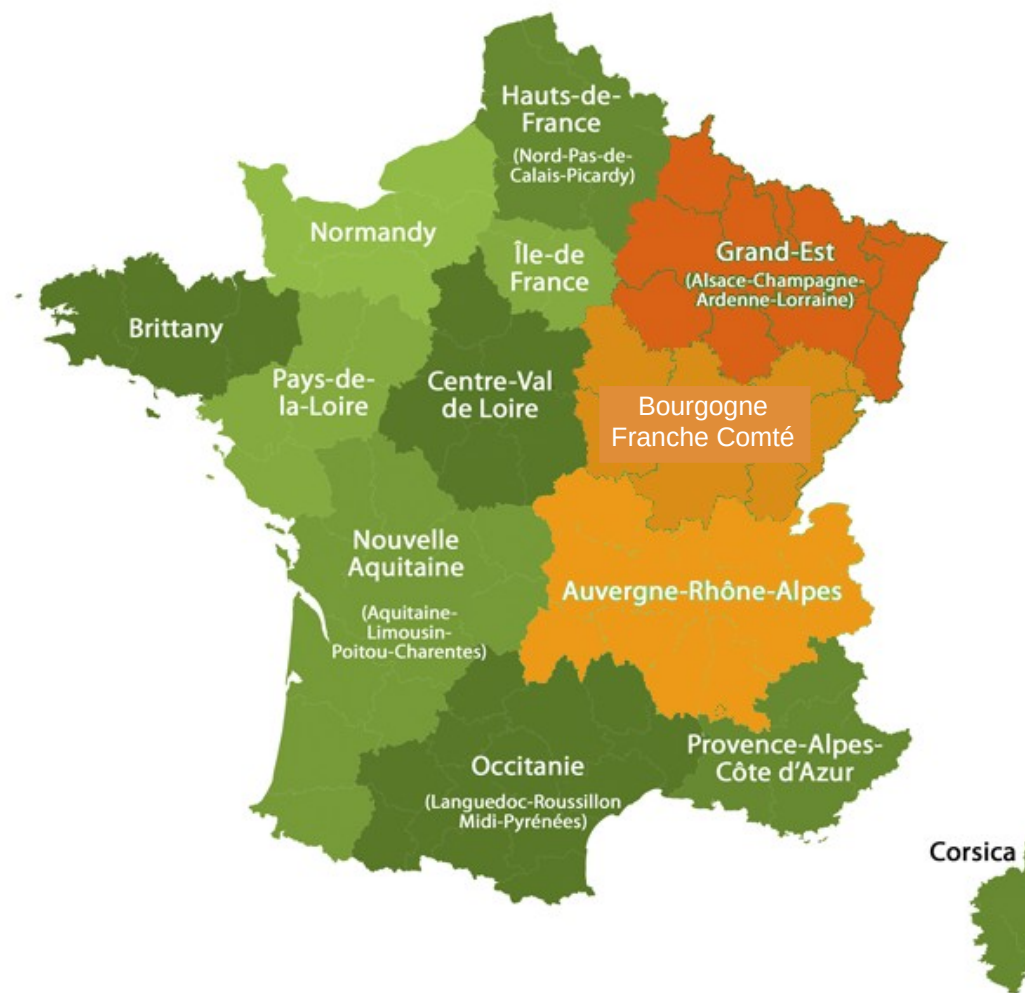 Hauts-de-
France
(Nord-Pas-de-
Calais-Picardy)
Normandy
Île-de
France
Grand-Est
(Alsace-Champagne-
Ardenne-Lorraine)
Brittany
Pays-de-
la-Loire
Centre-Val
de Loire
Bourgogne
Franche Comté
Nouvelle
Aquitaine
(Aquitaine-
Limousin-
Poitou-Charentes)
Auvergne-Rhône-Alpes
Occitanie
(Languedoc-Roussillon
Midi-Pyrénées)
Provence-Alpes-
Côte d'Azur
Corsica